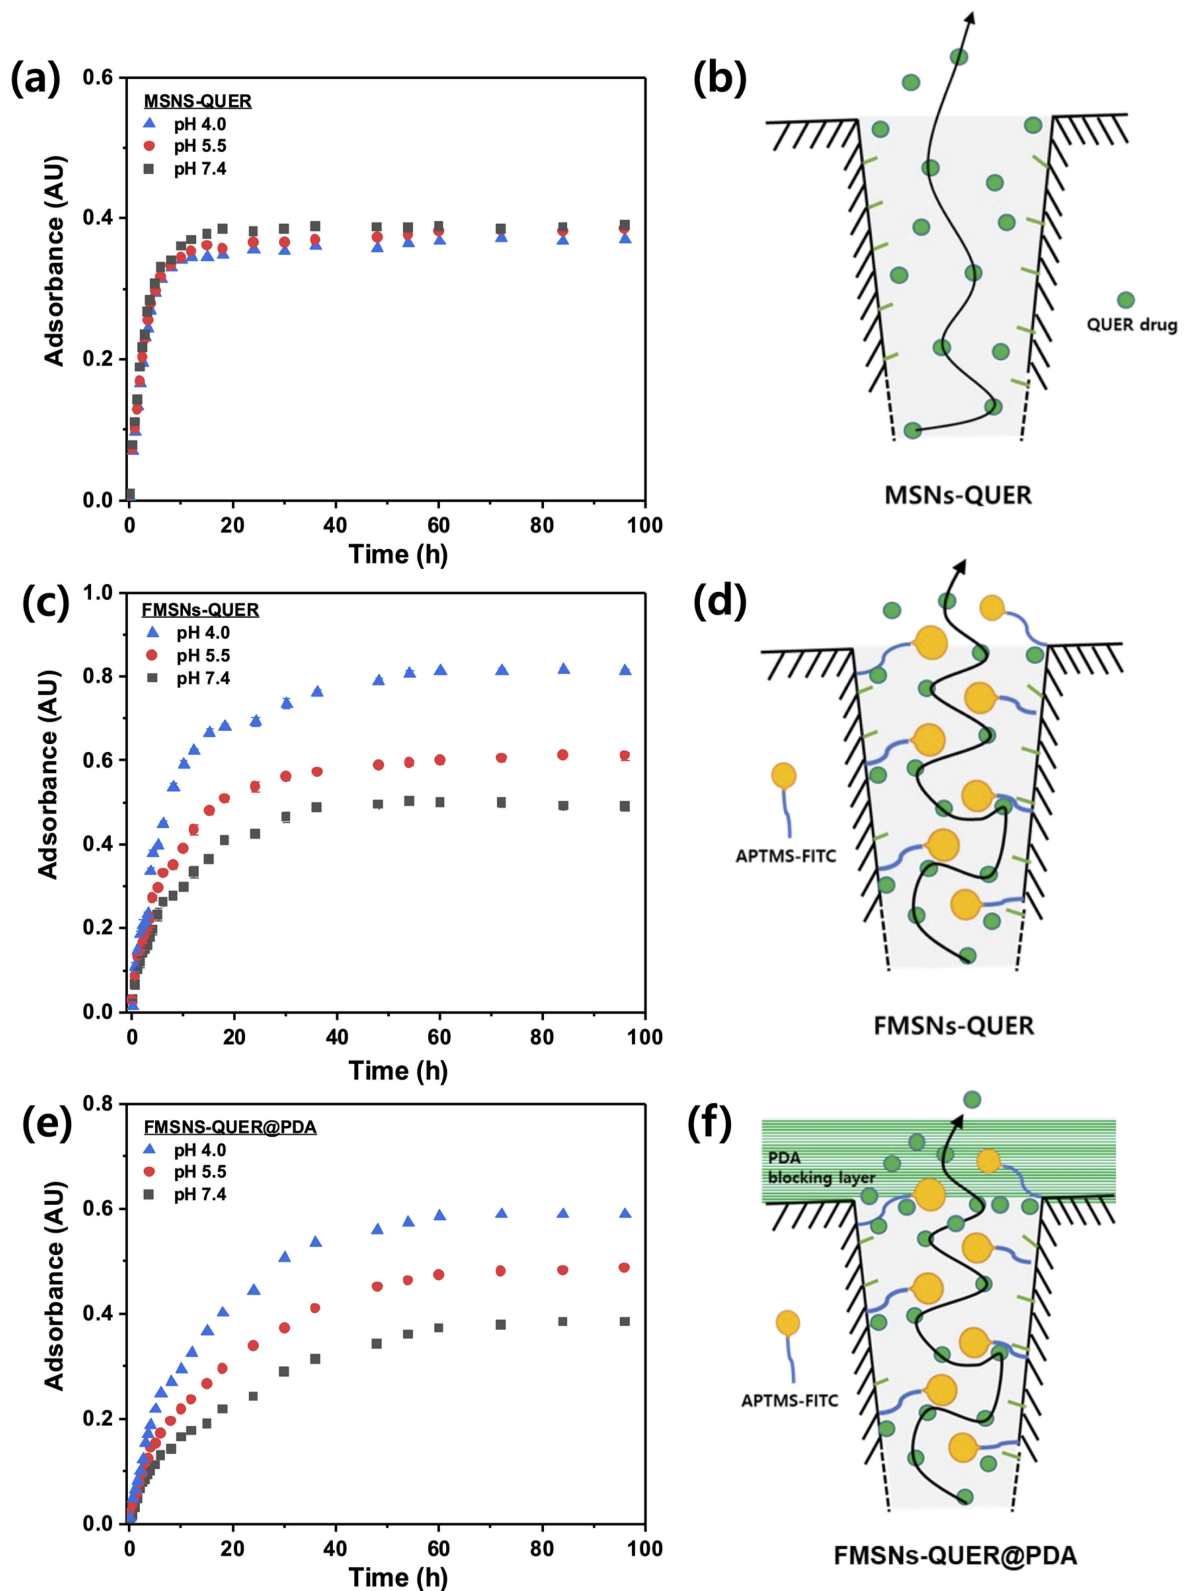 (a)
0.6
0.4
0.2
0.0
Adsorbance (AU)
MSNS-QUER
pH 4.0
pH 5.5
pH 7.4
0 20 40 60 80 100
Time (h)
(b)
QUER drug
MSNs-QUER
(c)
1.0
0.8
0.6
0.4
0.2
0.0
Adsorbance (AU)
FMSNs-QUER
pH 4.0
pH 5.5
pH 7.4
0 20 40 60 80 100
Time (h)
(d)
APTMS-FITC
FMSNs-QUER
(e)
0.8
0.6
0.4
0.2
0.0
Adsorbance (AU)
FMSNS-QUER@PDA
pH 4.0
pH 5.5
pH 7.4
0 20 40 60 80 100
Time (h)
(f)
PDA
blocking layer
APTMS-FITC
FMSNs-QUER@PDA